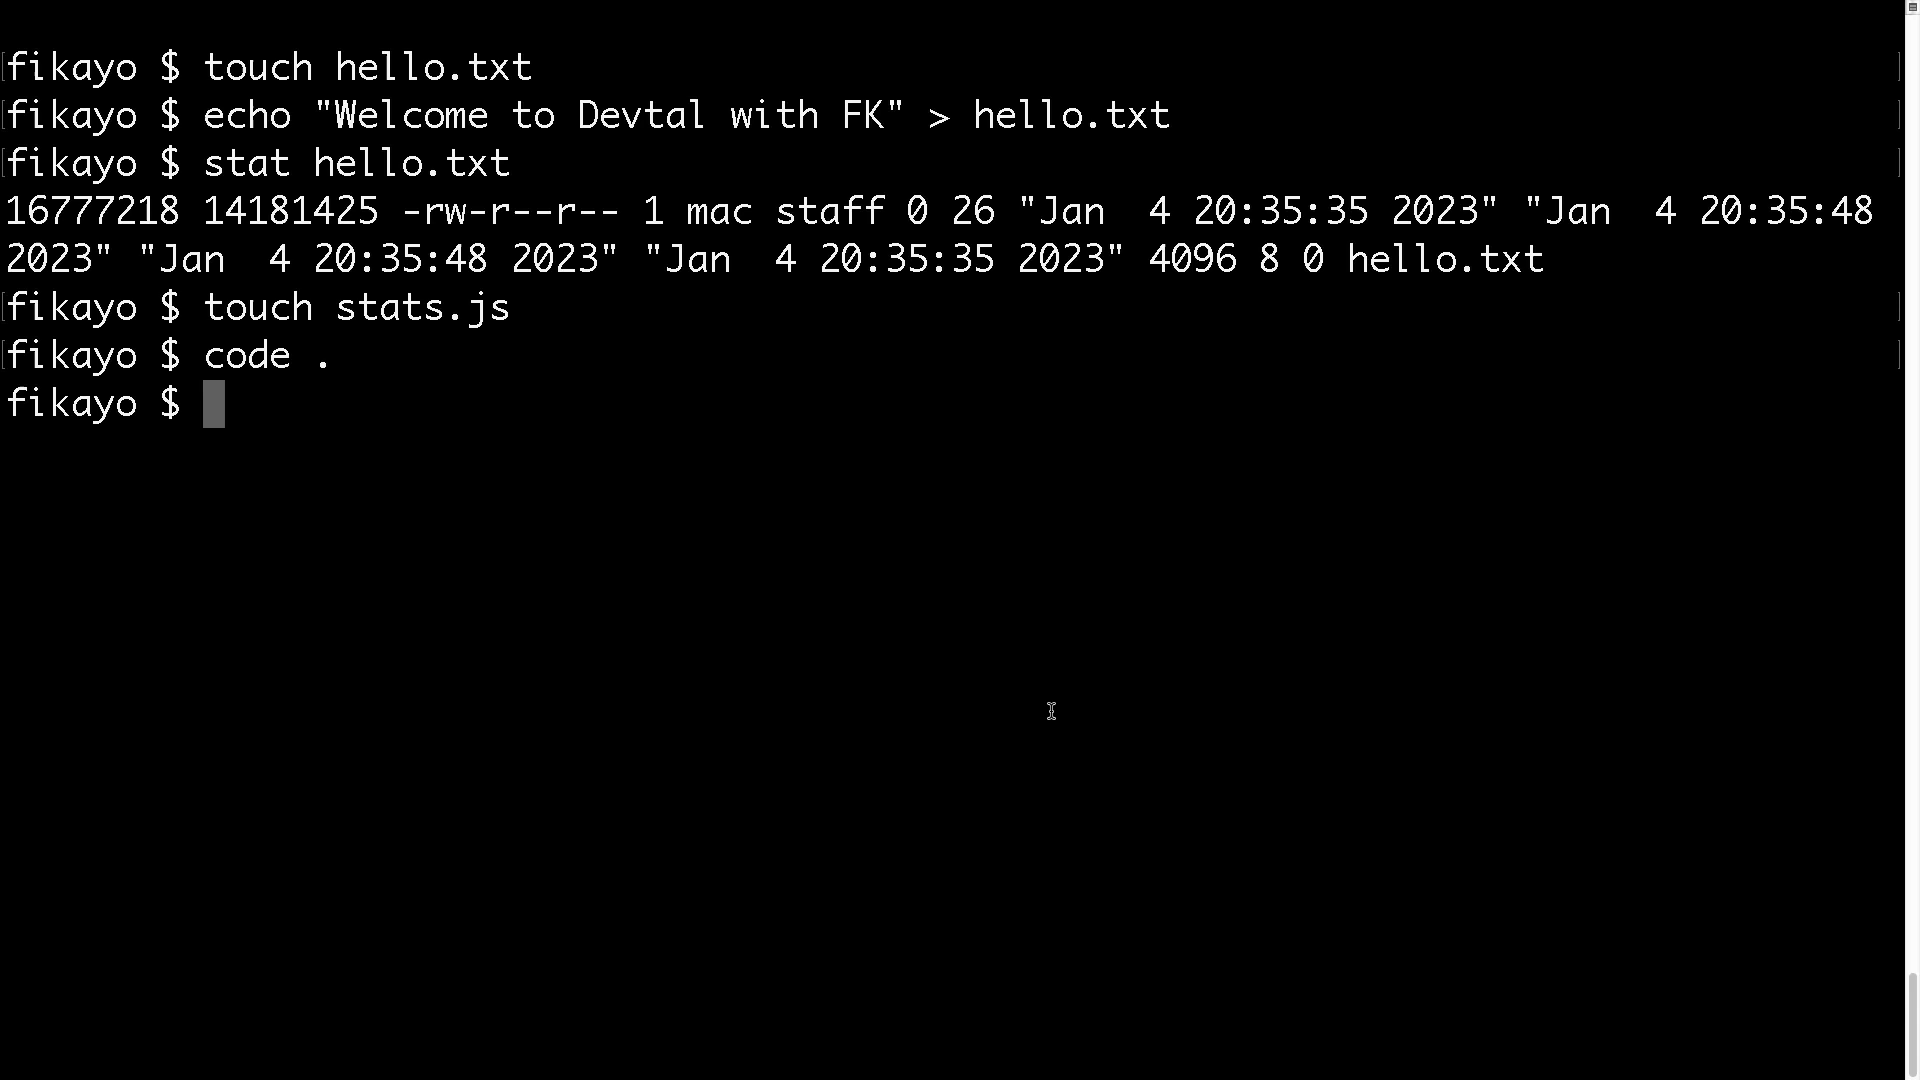 fikayo $ touch hello.txt
fikayo $ echo "Welcome to Devtal with FK" > hello.txt
fikayo $ stat hello.txt
16777218 14181425 -rw-r--r-- 1 mac staff 0 26 "Jan  4 20:35:35 2023" "Jan  4 20:35:48
2023" "Jan  4 20:35:48 2023" "Jan  4 20:35:35 2023" 4096 8 0 hello.txt
fikayo $ touch stats.js
fikayo $ code .
fikayo $